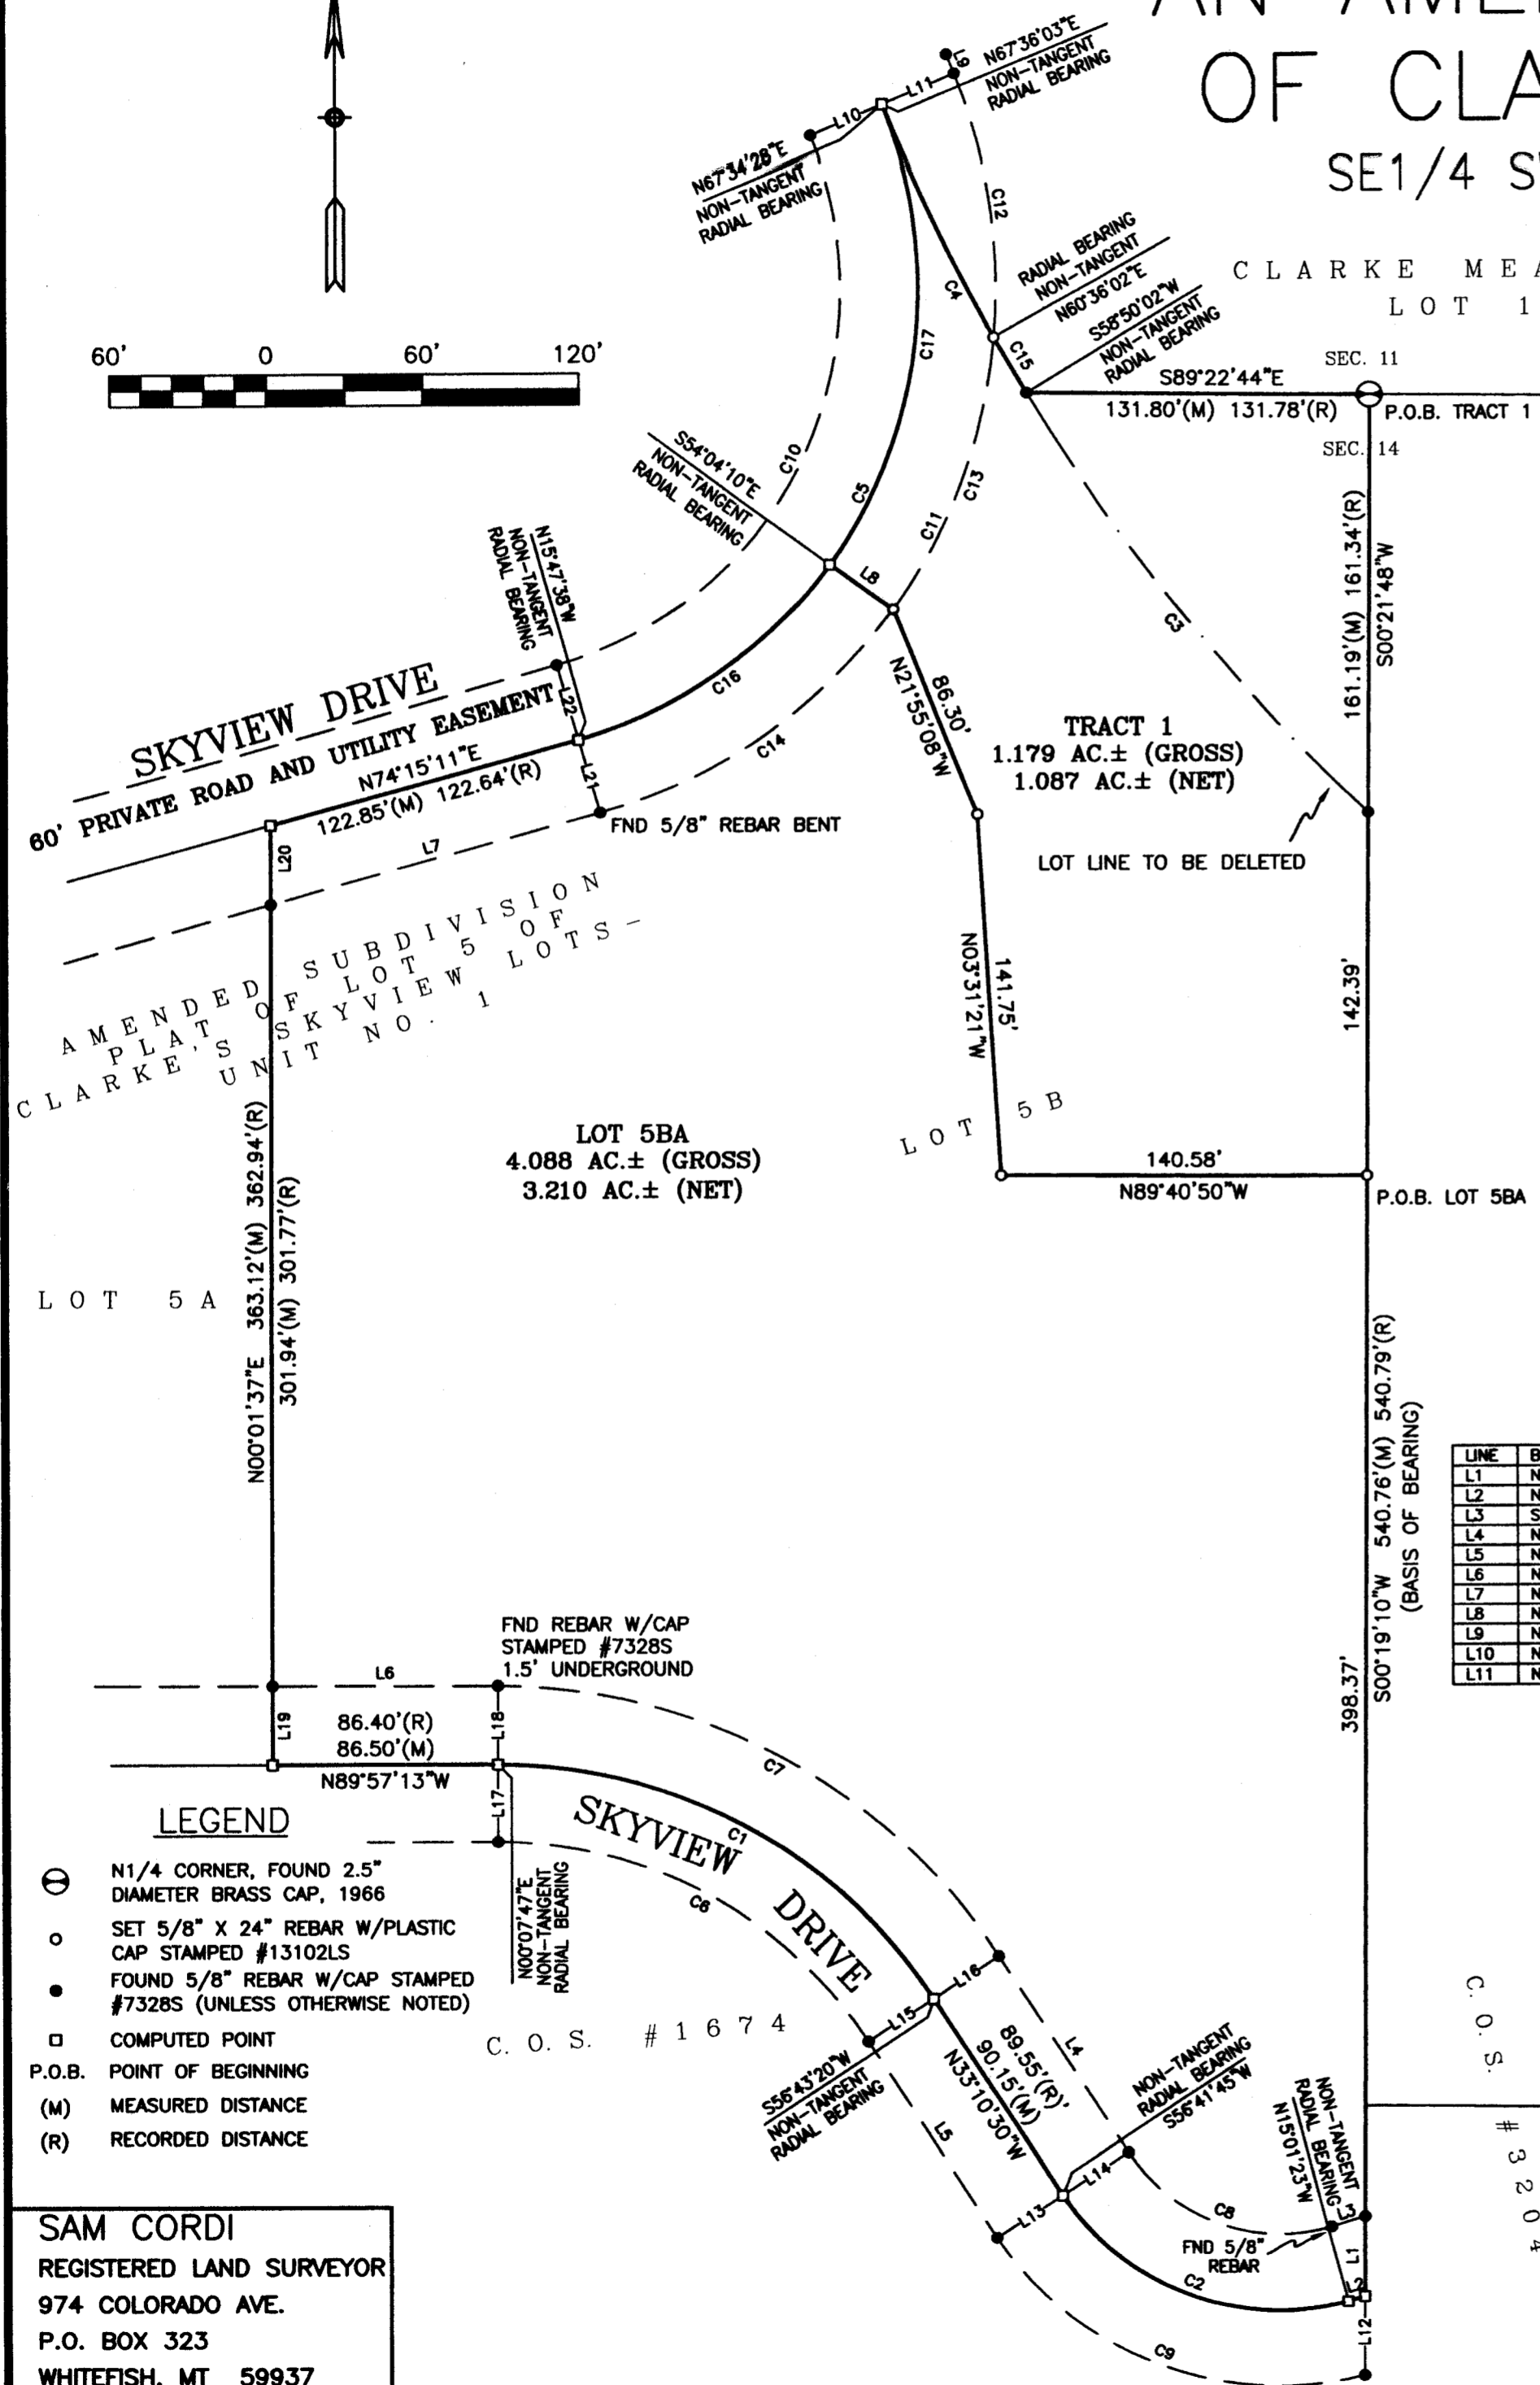 AN AME
OF CLA
SE1/4 S
CLARKE MEA
LOT 1
L9
N67°36'03"E
NON-TANGENT
RADIAL BEARING
L11
L10
N67°34'28"E
NON-TANGENT
RADIAL BEARING
C12
C4
C17
RADIAL BEARING
NON-TANGENT
N60°36'02"E
S58°50'02"W
NON-TANGENT
RADIAL BEARING
C15
60' 0 60' 120'
SEC. 11
S89°22'44"E
131.80'(M) 131.78'(R)
P.O.B. TRACT 1
SEC. 14
C10
C5
C13
C11
S54°04'10"E
NON-TANGENT
RADIAL BEARING
L8
161.19'(M) 161.34'(R)
S00°21'48"W
C3
N15°47'38"W
NON-TANGENT
RADIAL BEARING
L22
C16
C14
L21
86.30'
N21°55'08"W
TRACT 1
1.179 AC.± (GROSS)
1.087 AC.± (NET)
SKYVIEW DRIVE
60' PRIVATE ROAD AND UTILITY EASEMENT
N74°15'11"E
122.85'(M) 122.64'(R)
FND 5/8" REBAR BENT
L20
L7
LOT LINE TO BE DELETED
AMENDED SUBDIVISION
PLAT OF LOT 5 OF
CLARKE'S SKYVIEW LOTS-
UNIT NO. 1
141.75'
N03°31'21"W
142.39'
LOT 5BA
4.088 AC.± (GROSS)
3.210 AC.± (NET)
LOT 5B
140.58'
N89°40'50"W
P.O.B. LOT 5BA
LOT 5A
N00°01'37"E 363.12'(M) 362.94'(R)
301.94'(M) 301.77'(R)
S00°19'10"W 540.76'(M) 540.79'(R)
(BASIS OF BEARING)
398.37'
LINE B
L1 N
L2 N
L3 S
L4 N
L5 N
L6 N
L7 N
L8 N
L9 N
L10 N
L11 N
FND REBAR W/CAP
STAMPED #7328S
1.5' UNDERGROUND
L6
L19
86.40'(R)
86.50'(M)
N89°57'13"W
L18
L17
C7
C1
C6
SKYVIEW DRIVE
N00°07'47"E
NON-TANGENT
RADIAL BEARING
LEGEND
N1/4 CORNER, FOUND 2.5"
DIAMETER BRASS CAP, 1966
SET 5/8" X 24" REBAR W/PLASTIC
CAP STAMPED #13102LS
FOUND 5/8" REBAR W/CAP STAMPED
#7328S (UNLESS OTHERWISE NOTED)
COMPUTED POINT
P.O.B. POINT OF BEGINNING
(M) MEASURED DISTANCE
(R) RECORDED DISTANCE
C.O.S. #1674
L16
L15
S56°43'20"W
NON-TANGENT
RADIAL BEARING
L4
89.55'(R)'
90.15'(M)
N33°10'30"W
L5
NON-TANGENT
RADIAL BEARING
S56°41'45"W
L14
L13
NON-TANGENT
RADIAL BEARING
N15°01'23"W
C8
L3
FND 5/8"
REBAR
L1
L2
C2
L12
C9
C.O.S.
#3204
SAM CORDI
REGISTERED LAND SURVEYOR
974 COLORADO AVE.
P.O. BOX 323
WHITEFISH, MT 59937